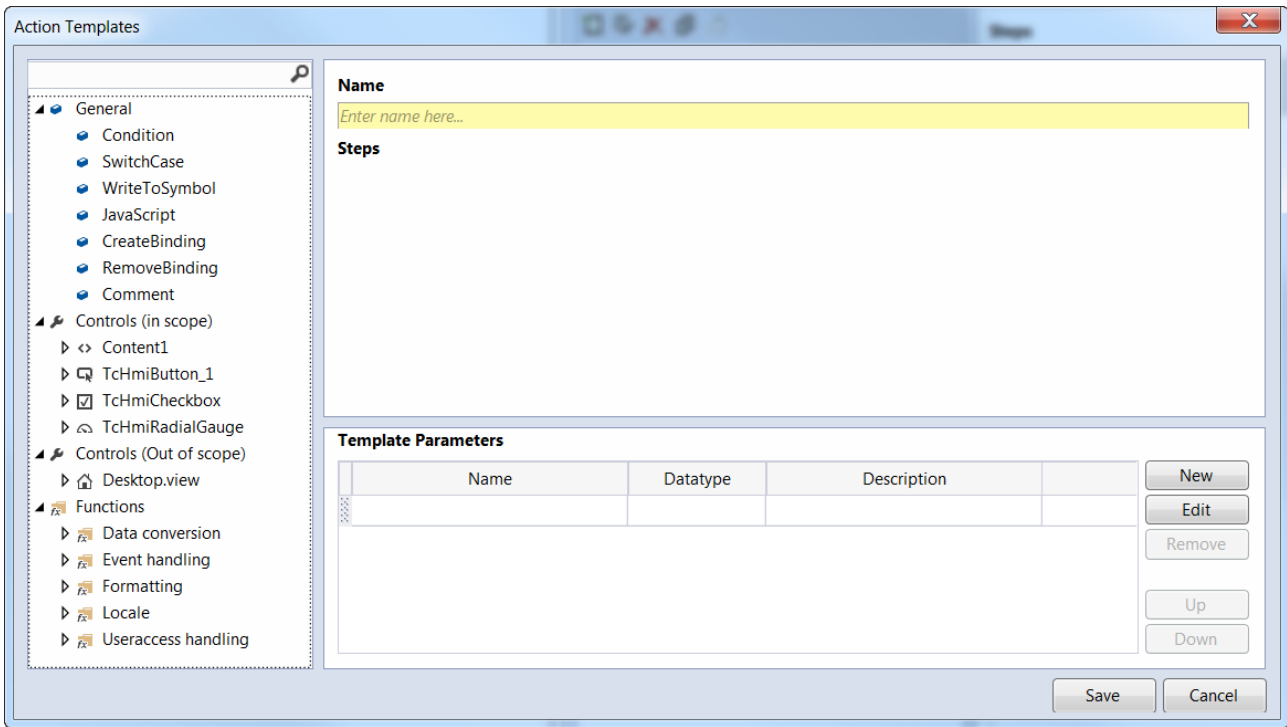 Action Templates
Steps
General
Condition
SwitchCase
WriteToSymbol
JavaScript
CreateBinding
RemoveBinding
Comment
Controls (in scope)
Content1
TcHmiButton_1
TcHmiCheckbox
TcHmiRadialGauge
Controls (Out of scope)
Desktop.view
Functions
Data conversion
Event handling
Formatting
Locale
Useraccess handling
Name
Enter name here...
Steps
Template Parameters
Name Datatype Description
New
Edit
Remove
Up
Down
Save Cancel